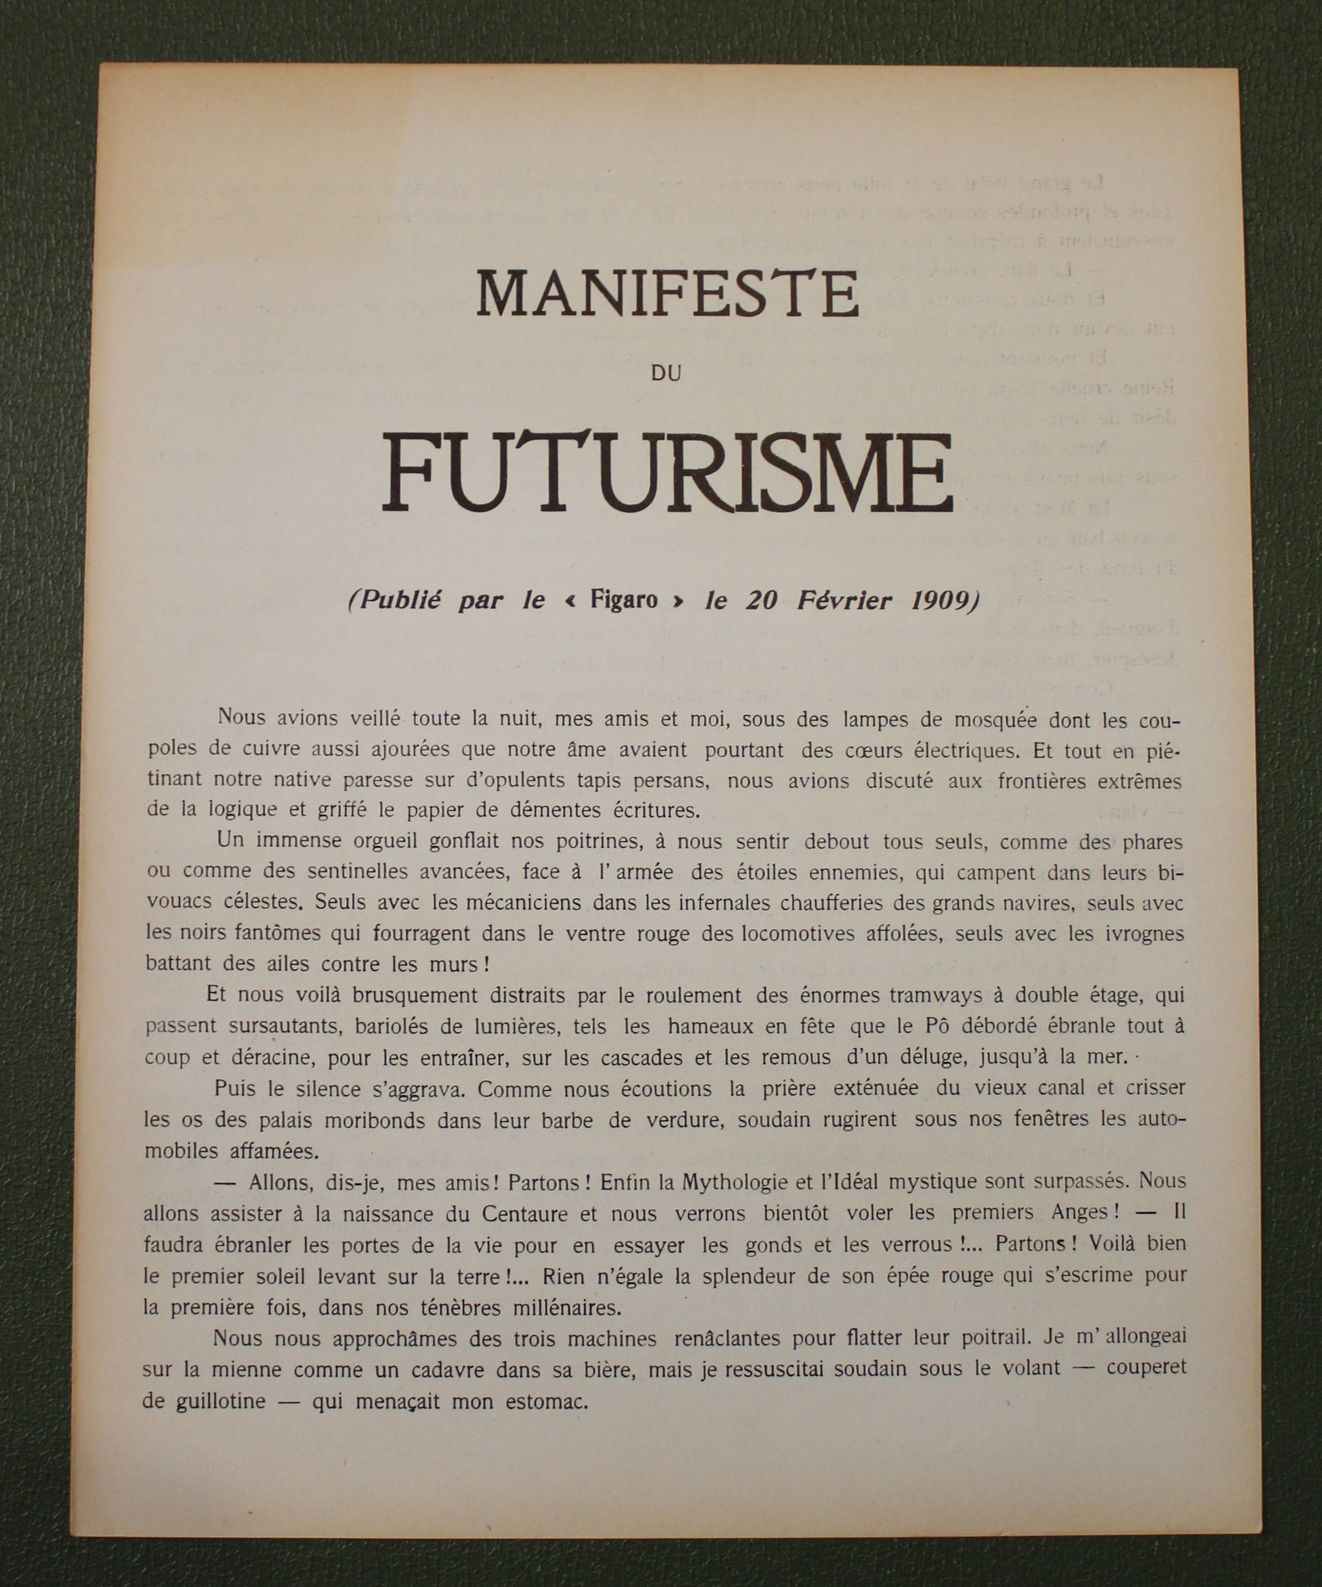 MANIFESTE
DU
FUTURISME
(Publié par le « Figaro » le 20 Février 1909)
Nous avions veillé toute la nuit, mes amis et moi, sous des lampes de mosquée dont les cou-
poles de cuivre aussi ajourées que notre âme avaient pourtant des cœurs électriques. Et tout en pié-
tinant notre native paresse sur d'opulents tapis persans, nous avions discuté aux frontières extrêmes
de la logique et griffé le papier de démentes écritures.
Un immense orgueil gonflait nos poitrines, à nous sentir debout tous seuls, comme des phares
ou comme des sentinelles avancées, face à l'armée des étoiles ennemies, qui campent dans leurs bi-
vouacs célestes. Seuls avec les mécaniciens dans les infernales chaufferies des grands navires, seuls avec
les noirs fantômes qui fourragent dans le ventre rouge des locomotives affolées, seuls avec les ivrognes
battant des ailes contre les murs !
Et nous voilà brusquement distraits par le roulement des énormes tramways à double étage, qui
passent sursautants, bariolés de lumières, tels les hameaux en fête que le Pô débordé ébranle tout à
coup et déracine, pour les entraîner, sur les cascades et les remous d'un déluge, jusqu'à la mer.
Puis le silence s'aggrava. Comme nous écoutions la prière exténuée du vieux canal et crisser
les os des palais moribonds dans leur barbe de verdure, soudain rugirent sous nos fenêtres les auto-
mobiles affamées.
— Allons, dis-je, mes amis ! Partons ! Enfin la Mythologie et l'Idéal mystique sont surpassés. Nous
allons assister à la naissance du Centaure et nous verrons bientôt voler les premiers Anges ! — Il
faudra ébranler les portes de la vie pour en essayer les gonds et les verrous !... Partons ! Voilà bien
le premier soleil levant sur la terre !... Rien n'égale la splendeur de son épée rouge qui s'escrime pour
la première fois, dans nos ténèbres millénaires.
Nous nous approchâmes des trois machines renâclantes pour flatter leur poitrail. Je m'allongeai
sur la mienne comme un cadavre dans sa bière, mais je ressuscitai soudain sous le volant — couperet
de guillotine — qui menaçait mon estomac.